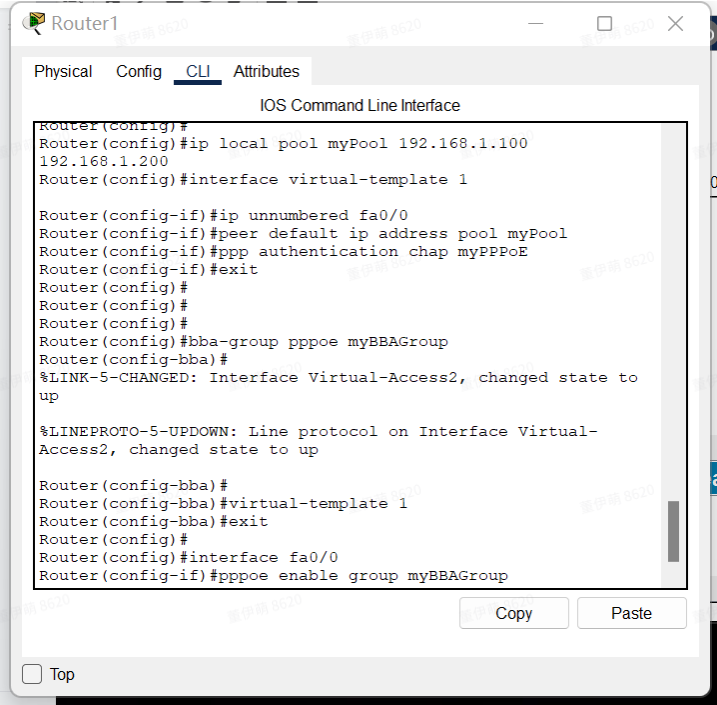 Router1
Physical Config CLI Attributes
IOS Command Line Interface
Router(config)#
Router(config)#ip local pool myPool 192.168.1.100
192.168.1.200
Router(config)#interface virtual-template 1
Router(config-if)#ip unnumbered fa0/0
Router(config-if)#peer default ip address pool myPool
Router(config-if)#ppp authentication chap myPPPoE
Router(config-if)#exit
Router(config)#
Router(config)#
Router(config)#
Router(config)#bba-group pppoe myBBAGroup
Router(config-bba)#
%LINK-5-CHANGED: Interface Virtual-Access2, changed state to
up
%LINEPROTO-5-UPDOWN: Line protocol on Interface Virtual-
Access2, changed state to up
Router(config-bba)#
Router(config-bba)#virtual-template 1
Router(config-bba)#exit
Router(config)#
Router(config)#interface fa0/0
Router(config-if)#pppoe enable group myBBAGroup
Copy Paste
Top